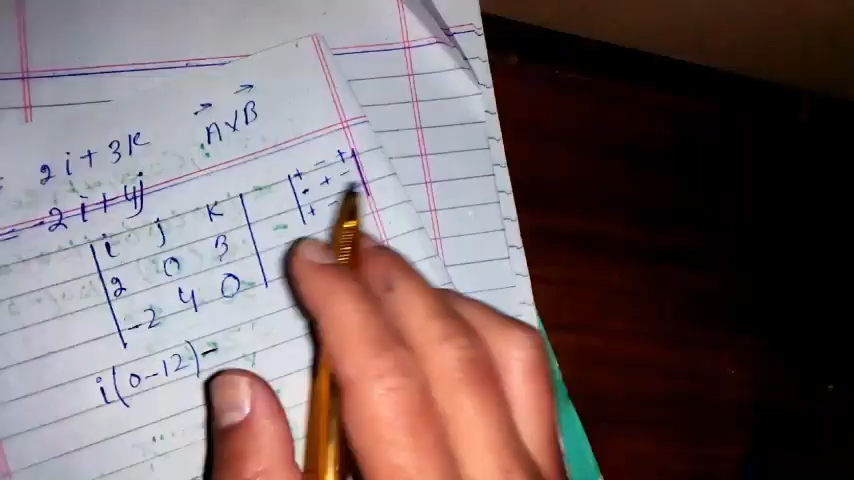 = 2i + 3k A×B
= -2i + 4j
i j k + - +
2 0 3 - + -
-2 4 0 + -
i(0-12) -